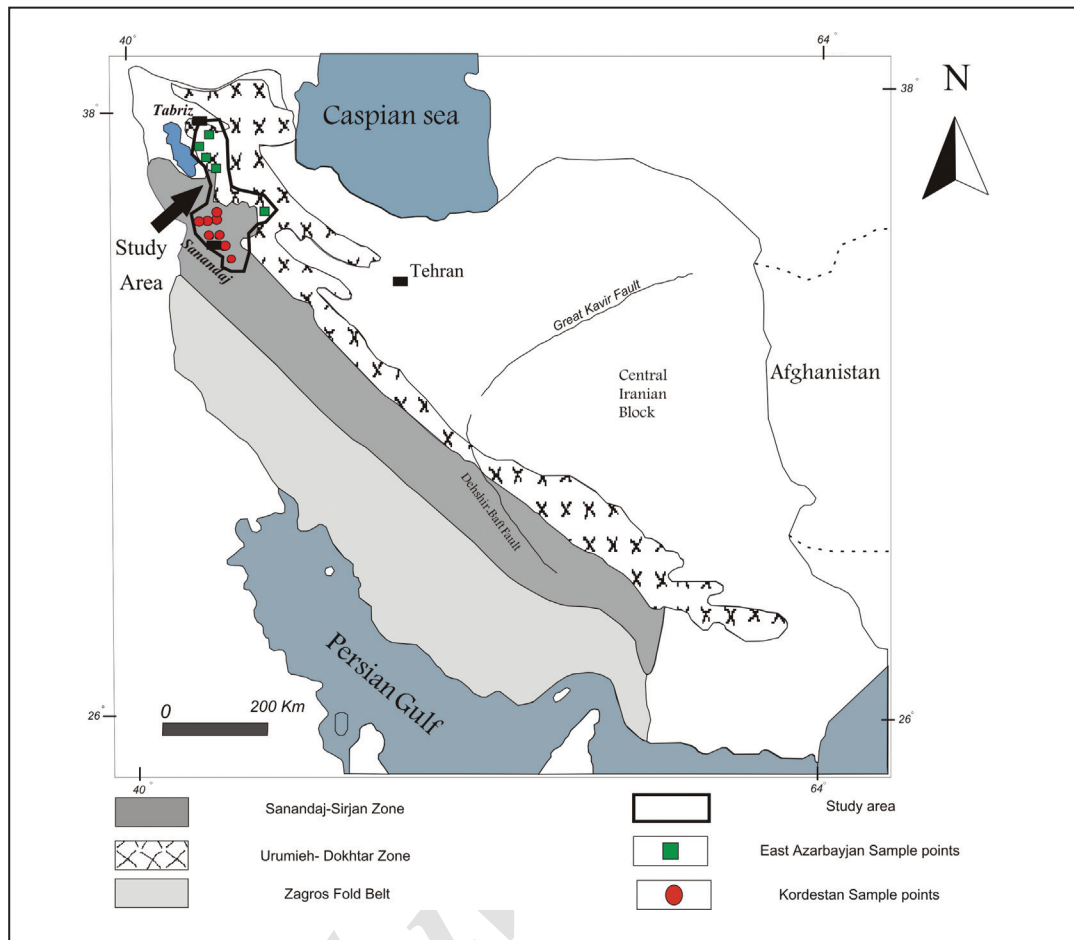 40°
64°
38°
38°
N
Tabriz
Caspian sea
Study
Area
Sanandaj
Tehran
Great Kavir Fault
Central
Iranian
Block
Afghanistan
Dehshir-Baft Fault
Persian Gulf
26°
26°
0 200 Km
40°
64°
Sanandaj-Sirjan Zone
Study area
Urumieh- Dokhtar Zone
East Azarbayjan Sample points
Zagros Fold Belt
Kordestan Sample points